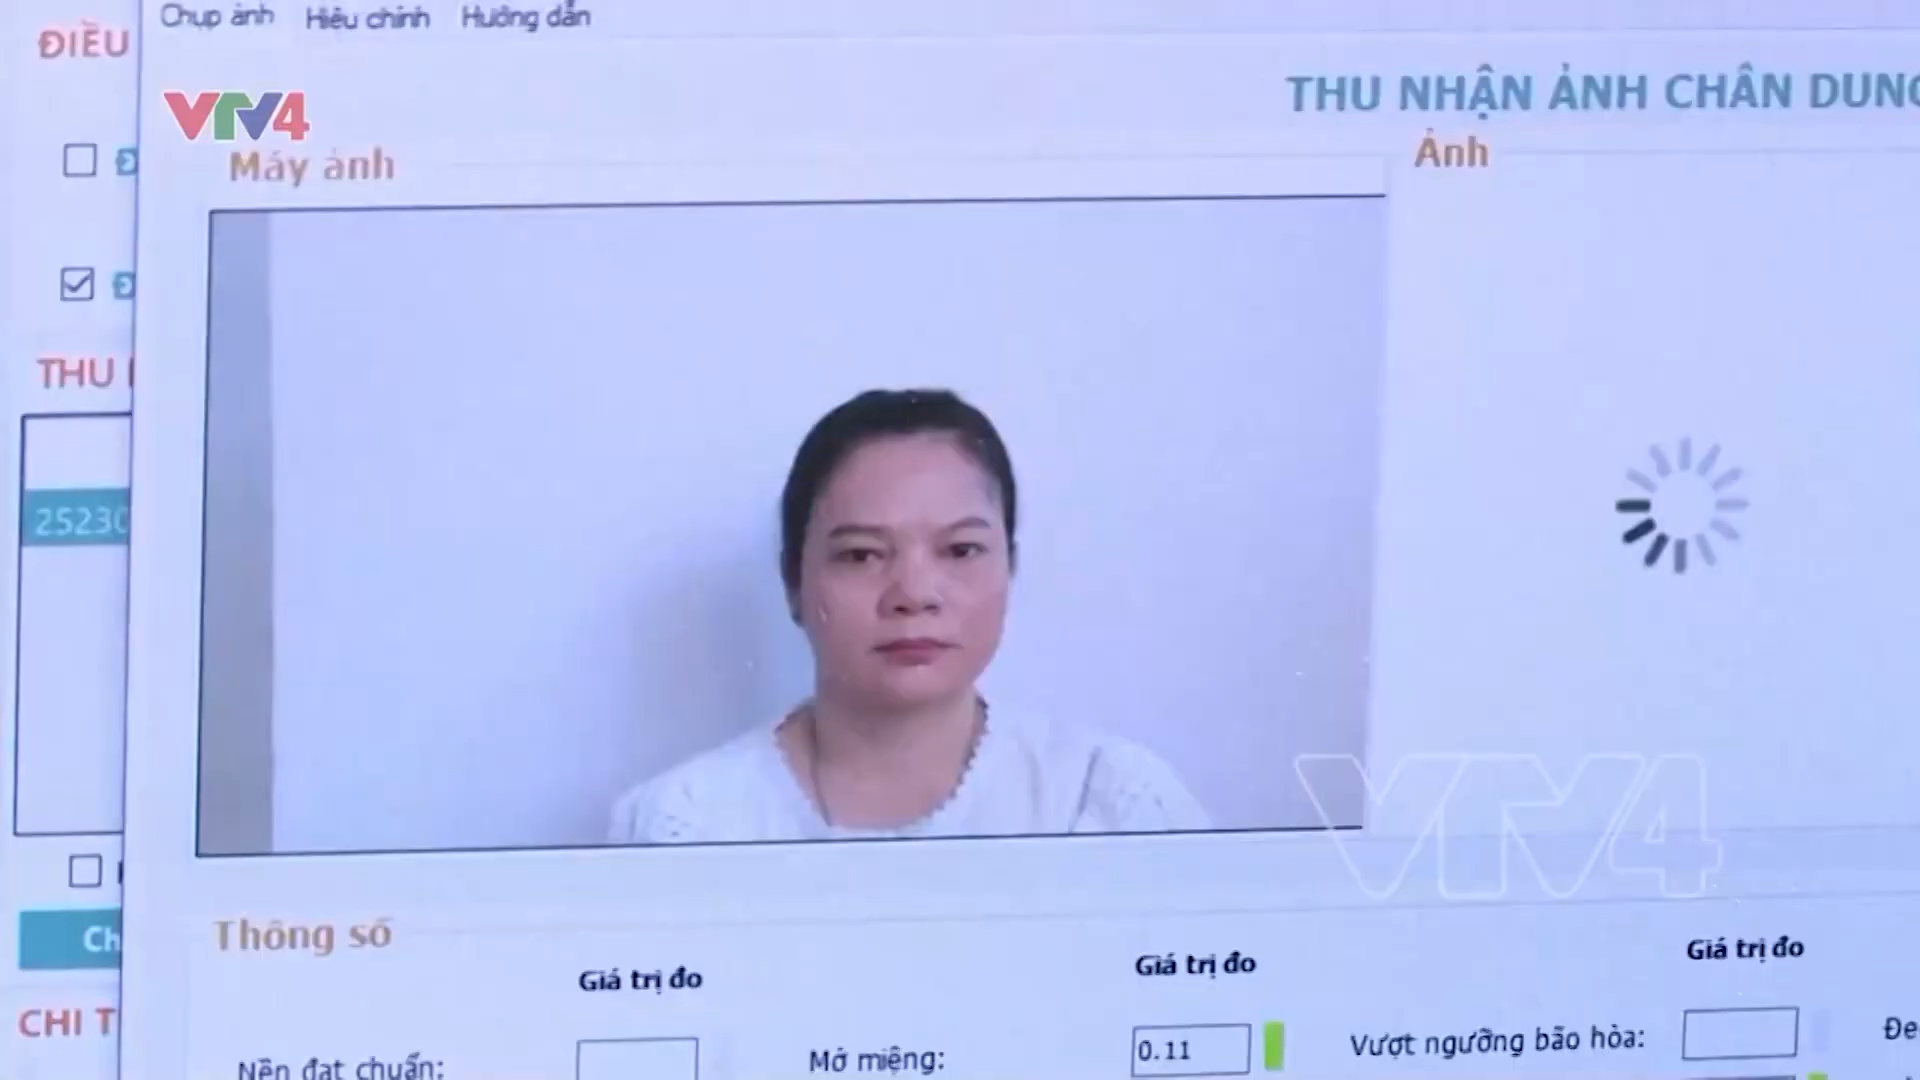 Chụp ảnh Hiệu chỉnh Hướng dẫn
ĐIỀU
VTV4
THU NHẬN ẢNH CHÂN DUNG
Máy ảnh
Ảnh
THU
25230
VTV4
Ch
Thông số
Giá trị đo
Giá trị đo
Giá trị đo
CHI T
Nền đạt chuẩn:
Mở miệng:
0.11
Vượt ngưỡng bão hòa: